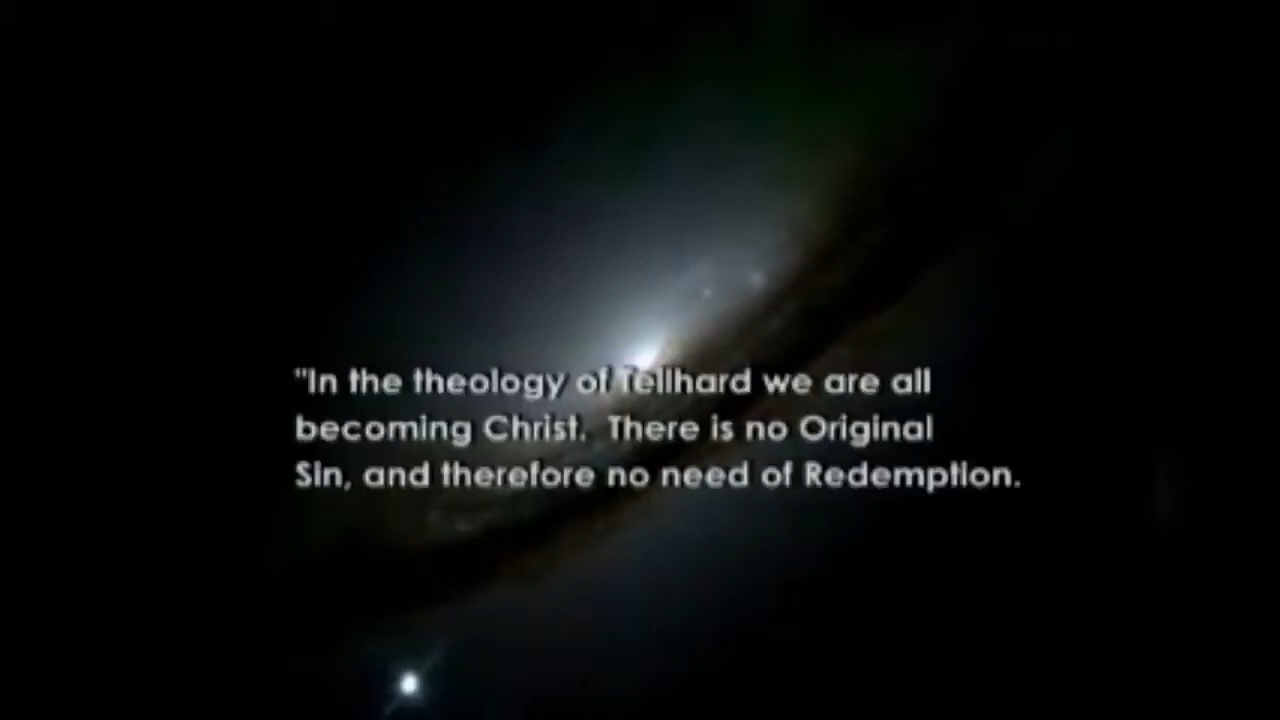 "In the theology of Teilhard we are all
becoming Christ.  There is no Original
Sin, and therefore no need of Redemption.